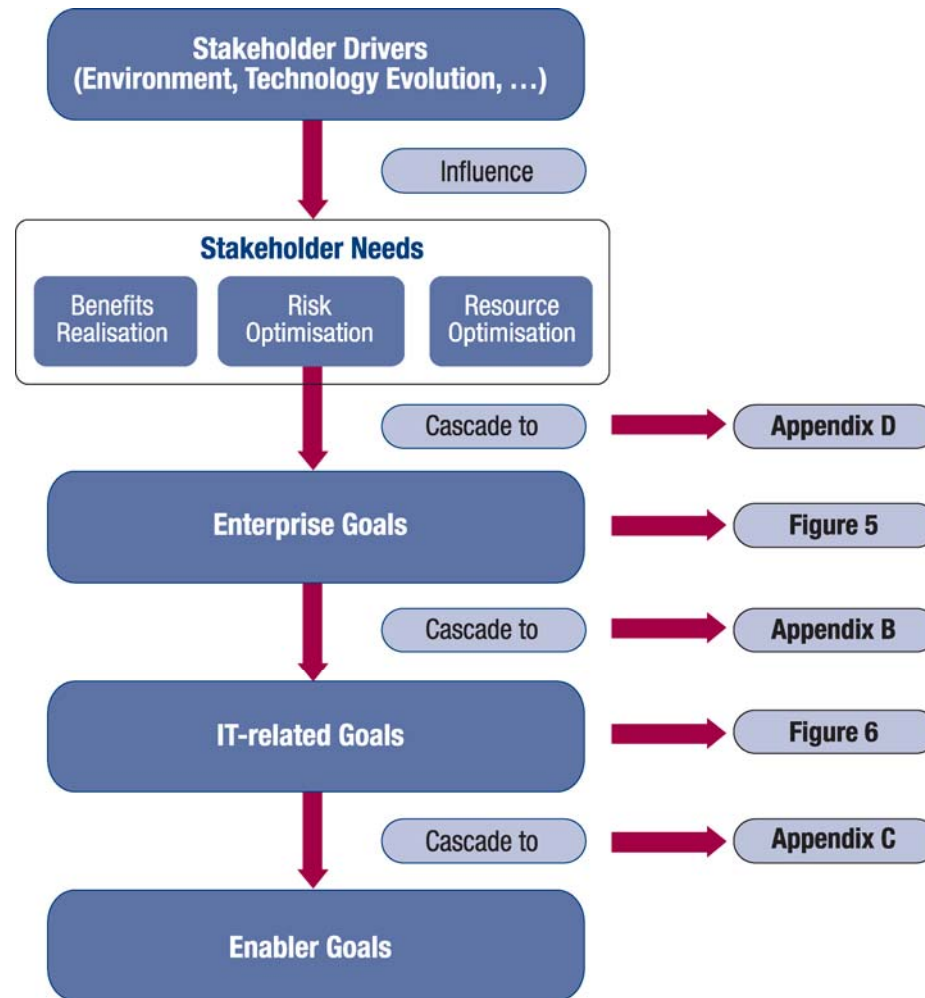 Stakeholder Drivers
(Environment, Technology Evolution, …)
Influence
Stakeholder Needs
Benefits
Realisation
Risk
Optimisation
Resource
Optimisation
Cascade to
Appendix D
Enterprise Goals
Figure 5
Cascade to
Appendix B
IT-related Goals
Figure 6
Cascade to
Appendix C
Enabler Goals